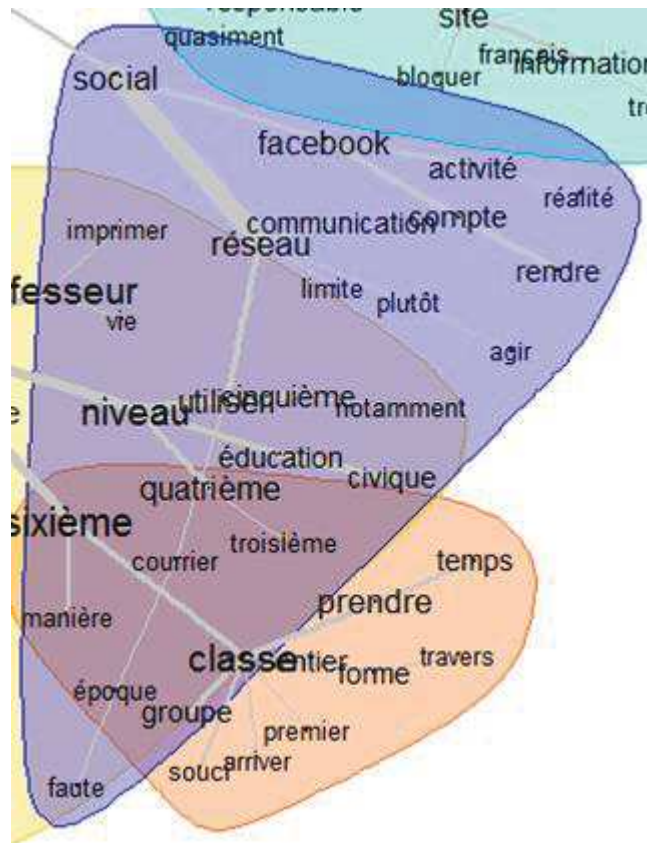 responsable
site
quasiment
français
information
social
bloquer
facebook
activité
réalité
communication
compte
imprimer
réseau
rendre
limite
plutôt
fesseur
vie
agir
cinquième
utiliser
niveau
notamment
éducation
civique
quatrième
sixième
troisième
courrier
temps
prendre
manière
classe
entier
forme
travers
époque
groupe
premier
arriver
souci
faute